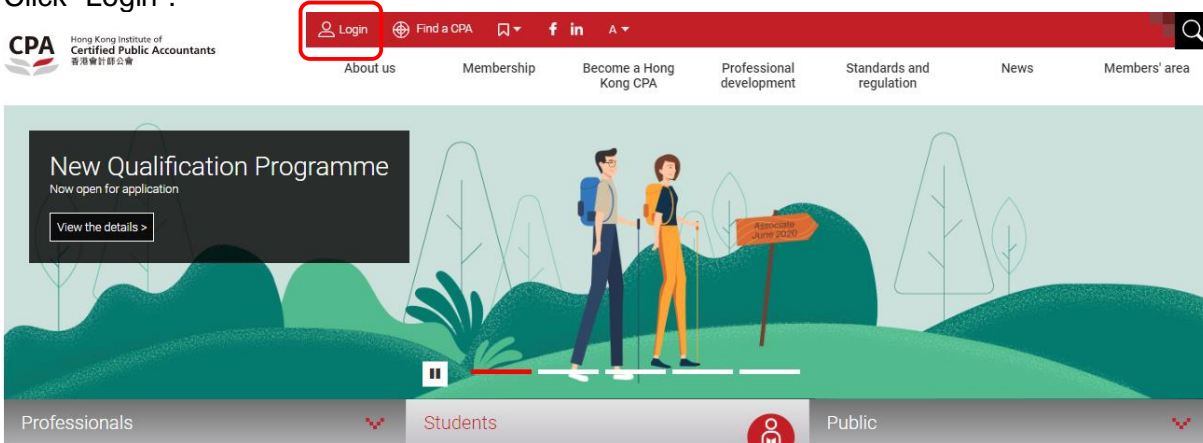 Click "Login".
Login
Find a CPA
f in A
CPA
Hong Kong Institute of
Certified Public Accountants
香港會計師公會
About us
Membership
Become a Hong
Kong CPA
Professional
development
Standards and
regulation
News
Members' area
New Qualification Programme
Now open for application
View the details >
Associate
June 2020
Professionals
Students
Public